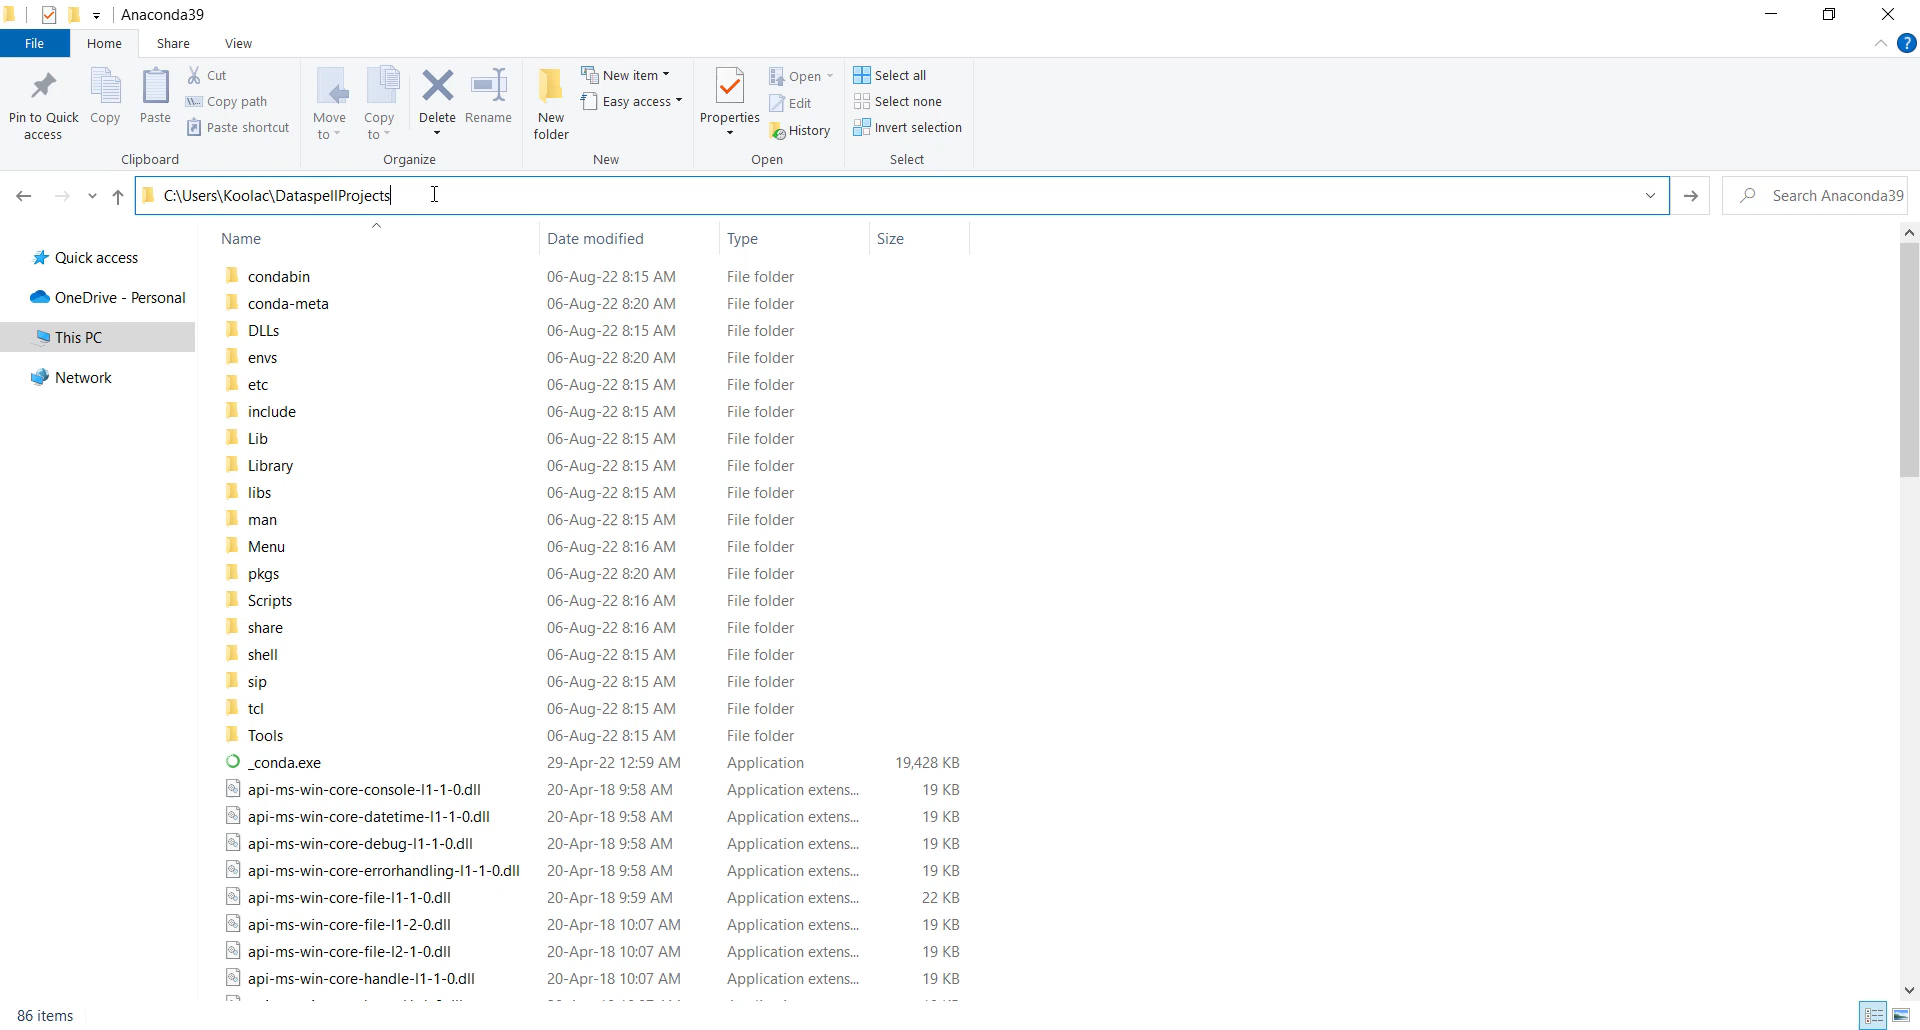 Anaconda39
File Home Share View
Pin to Quick access
Copy
Paste
Cut
Copy path
Paste shortcut
Clipboard
Move to
Copy to
Delete
Rename
Organize
New folder
New item
Easy access
New
Properties
Open
Edit
History
Open
Select all
Select none
Invert selection
Select
C:\Users\Koolac\DataspellProjects
Search Anaconda39
Quick access
OneDrive - Personal
This PC
Network
Name Date modified Type Size
condabin 06-Aug-22 8:15 AM File folder
conda-meta 06-Aug-22 8:20 AM File folder
DLLs 06-Aug-22 8:15 AM File folder
envs 06-Aug-22 8:20 AM File folder
etc 06-Aug-22 8:15 AM File folder
include 06-Aug-22 8:15 AM File folder
Lib 06-Aug-22 8:15 AM File folder
Library 06-Aug-22 8:15 AM File folder
libs 06-Aug-22 8:15 AM File folder
man 06-Aug-22 8:15 AM File folder
Menu 06-Aug-22 8:16 AM File folder
pkgs 06-Aug-22 8:20 AM File folder
Scripts 06-Aug-22 8:16 AM File folder
share 06-Aug-22 8:16 AM File folder
shell 06-Aug-22 8:15 AM File folder
sip 06-Aug-22 8:15 AM File folder
tcl 06-Aug-22 8:15 AM File folder
Tools 06-Aug-22 8:15 AM File folder
_conda.exe 29-Apr-22 12:59 AM Application 19,428 KB
api-ms-win-core-console-l1-1-0.dll 20-Apr-18 9:58 AM Application extens... 19 KB
api-ms-win-core-datetime-l1-1-0.dll 20-Apr-18 9:58 AM Application extens... 19 KB
api-ms-win-core-debug-l1-1-0.dll 20-Apr-18 9:58 AM Application extens... 19 KB
api-ms-win-core-errorhandling-l1-1-0.dll 20-Apr-18 9:58 AM Application extens... 19 KB
api-ms-win-core-file-l1-1-0.dll 20-Apr-18 9:59 AM Application extens... 22 KB
api-ms-win-core-file-l1-2-0.dll 20-Apr-18 10:07 AM Application extens... 19 KB
api-ms-win-core-file-l2-1-0.dll 20-Apr-18 10:07 AM Application extens... 19 KB
api-ms-win-core-handle-l1-1-0.dll 20-Apr-18 10:07 AM Application extens... 19 KB
86 items